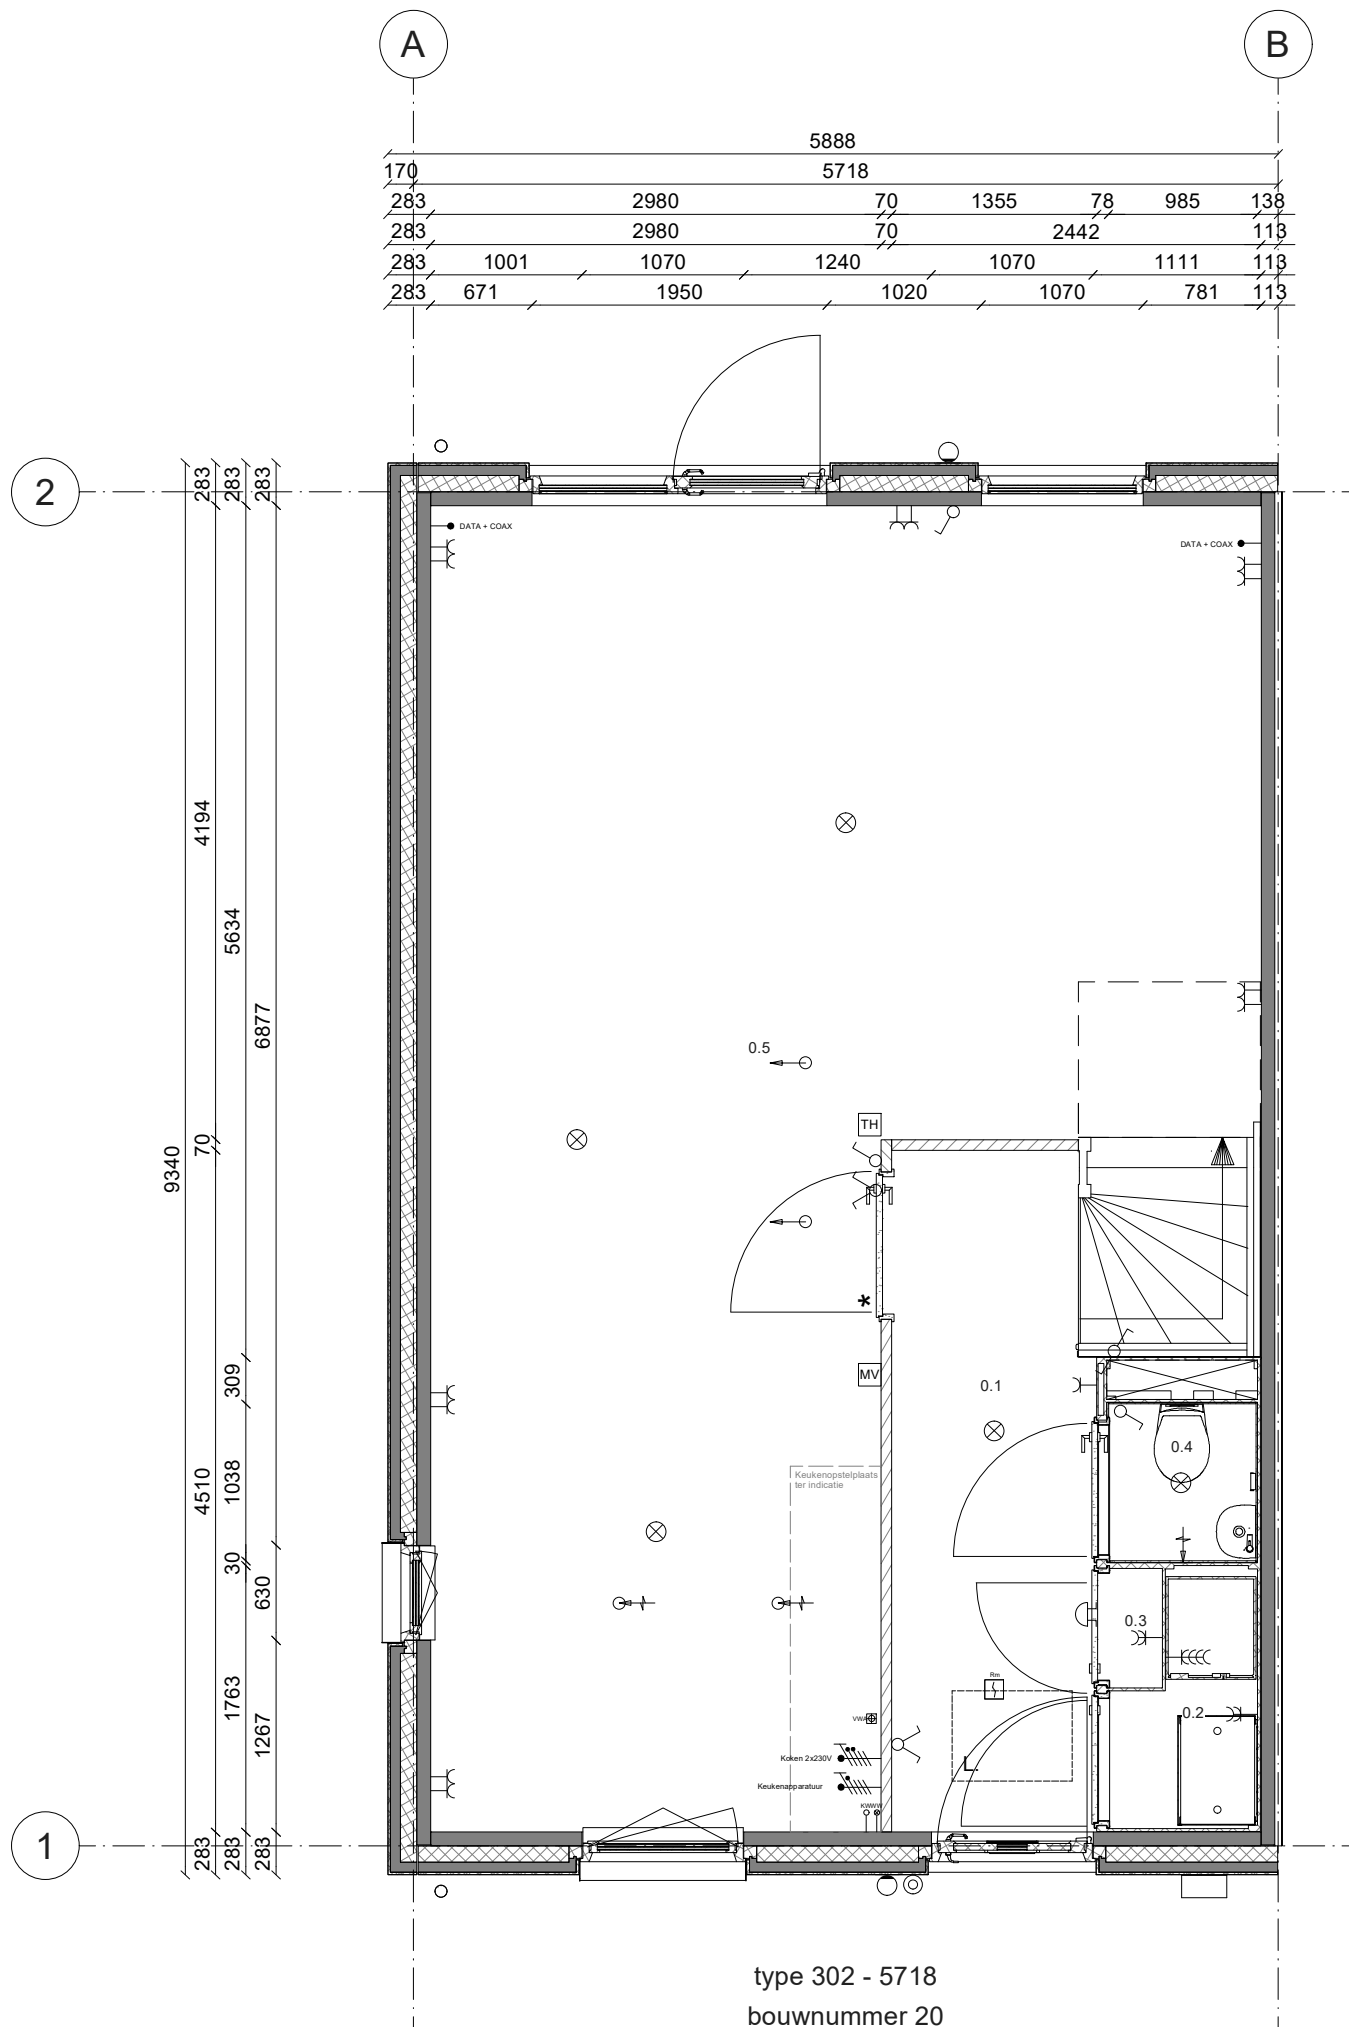 A B
5888
170 5718
283 2980 70 1355 78 985 138
283 2980 70 2442 113
283 1001 1070 1240 1070 1111 113
283 671 1950 1020 1070 781 113
2
283 283 283
DATA + COAX
DATA + COAX
4194
5634
6877
0.5
TH
70
9340
309
MV
0.1
0.4
Keukenopstelplaats
ter indicatie
4510
1038
30
630
0.3
Rm
1763
1267
0.2
VWA
Koken 2x230V
Keukenapparatuur
KW WW
L
1
283 283 283
type 302 - 5718
bouwnummer 20